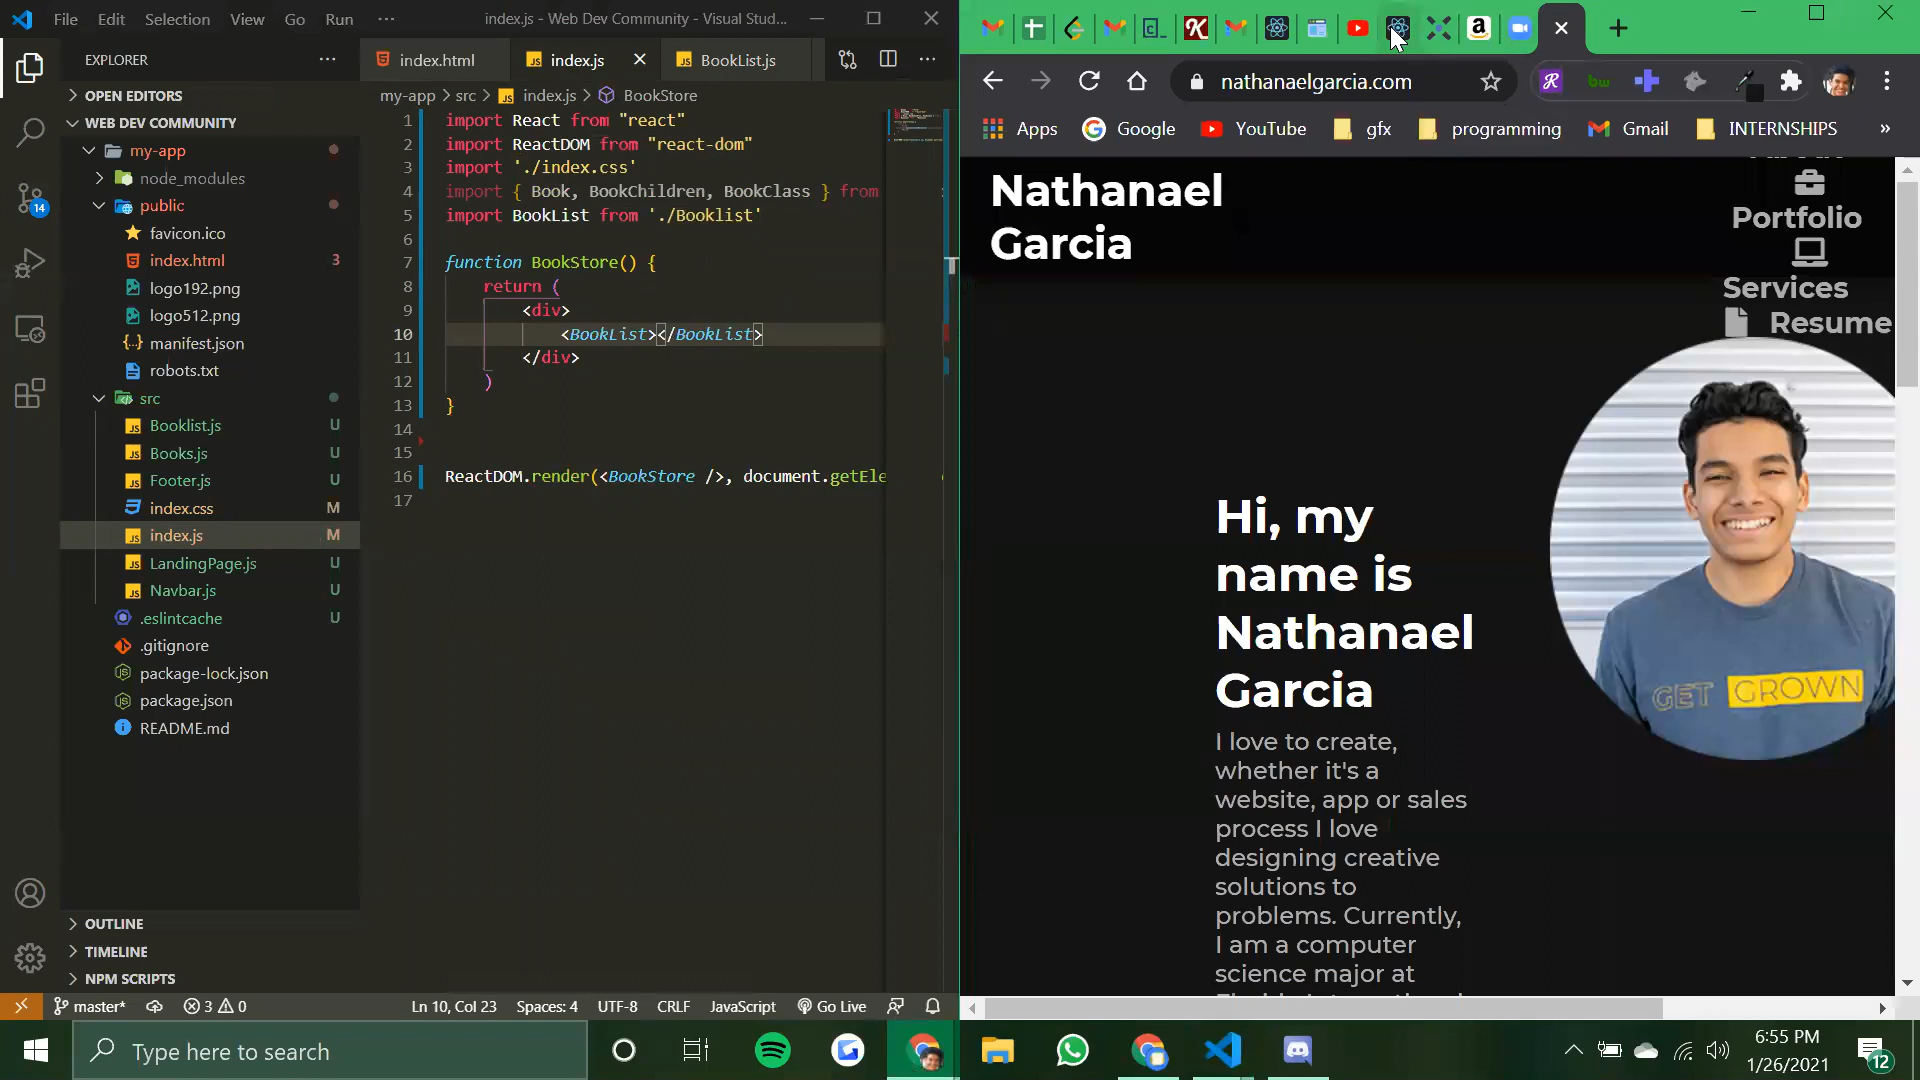 File Edit Selection View Go Run ··· index.js - Web Dev Community - Visual Stud...
EXPLORER ···
index.html
index.js
BookList.js
OPEN EDITORS
WEB DEV COMMUNITY
my-app
node_modules
public
favicon.ico
index.html 3
logo192.png
logo512.png
manifest.json
robots.txt
src
Booklist.js U
Books.js U
Footer.js U
index.css M
index.js M
LandingPage.js U
Navbar.js U
.eslintcache U
.gitignore
package-lock.json
package.json
README.md
OUTLINE
TIMELINE
NPM SCRIPTS
14
my-app > src > index.js > BookStore
1 import React from "react"
2 import ReactDOM from "react-dom"
3 import './index.css'
4 import { Book, BookChildren, BookClass } from
5 import BookList from './Booklist'
6
7 function BookStore() {
8 return (
9 <div>
10 <BookList></BookList>
11 </div>
12 )
13 }
14
15
16 ReactDOM.render(<BookStore />, document.getEle
17
master* 3 0 Ln 10, Col 23 Spaces: 4 UTF-8 CRLF JavaScript Go Live
nathanaelgarcia.com
Apps Google YouTube gfx programming Gmail INTERNSHIPS »
Nathanael
Garcia
Portfolio
Services
Resume
Hi, my
name is
Nathanael
Garcia
I love to create,
whether it's a
website, app or sales
process I love
designing creative
solutions to
problems. Currently,
I am a computer
science major at
GET GROWN
Type here to search
6:55 PM
1/26/2021
12